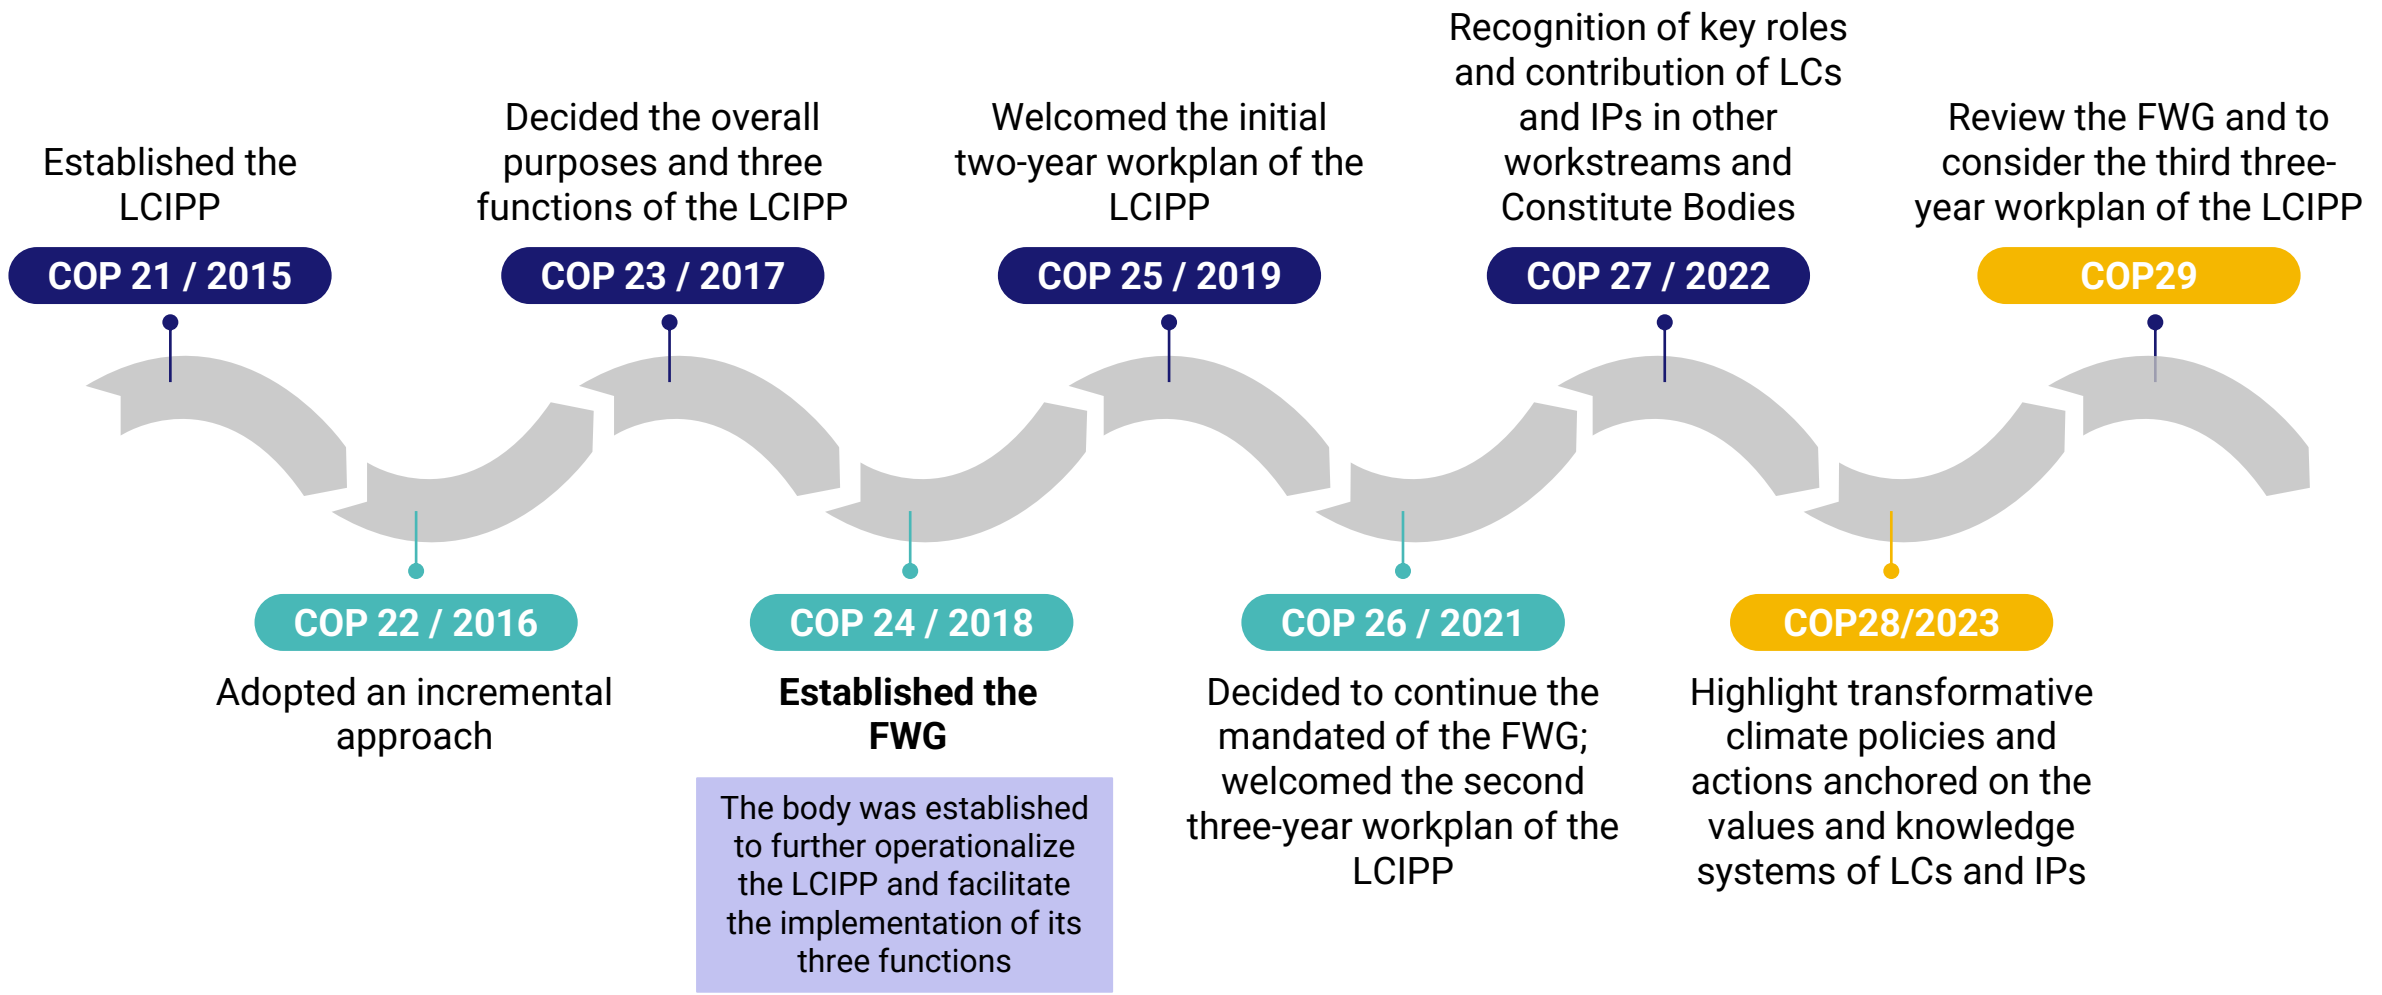 Established the
LCIPP
COP 21 / 2015
Adopted an incremental
approach
COP 22 / 2016
Decided the overall
purposes and three
functions of the LCIPP
COP 23 / 2017
COP 24 / 2018
Established the
FWG
The body was established
to further operationalize
the LCIPP and facilitate
the implementation of its
three functions
Welcomed the initial
two-year workplan of the
LCIPP
COP 25 / 2019
COP 26 / 2021
Decided to continue the
mandated of the FWG;
welcomed the second
three-year workplan of the
LCIPP
Recognition of key roles
and contribution of LCs
and IPs in other
workstreams and
Constitute Bodies
COP 27 / 2022
COP28/2023
Highlight transformative
climate policies and
actions anchored on the
values and knowledge
systems of LCs and IPs
Review the FWG and to
consider the third three-
year workplan of the LCIPP
COP29